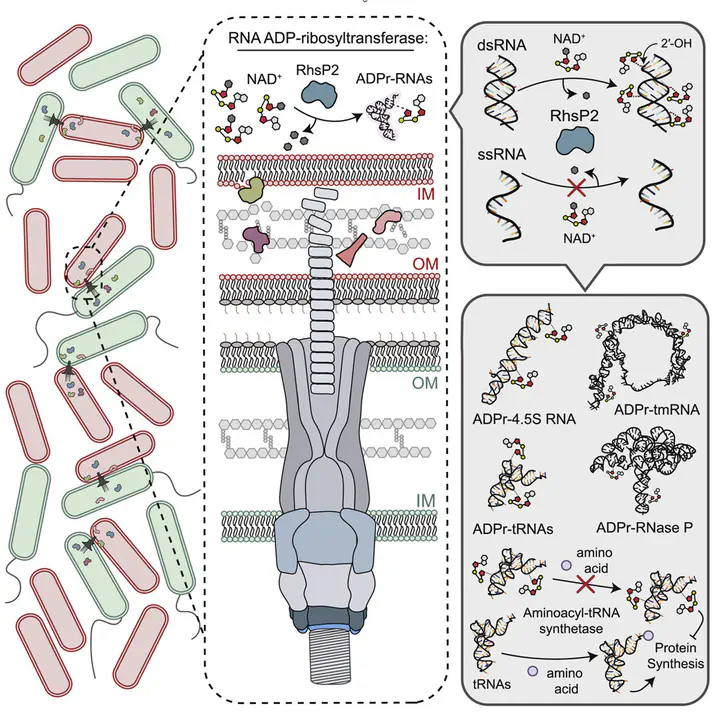 RNA ADP-ribosyltransferase:
NAD⁺
RhsP2
ADPr-RNAs
IM
OM
OM
IM
dsRNA
NAD⁺
2′-OH
RhsP2
ssRNA
NAD⁺
ADPr-4.5S RNA
ADPr-tmRNA
ADPr-tRNAs
ADPr-RNase P
amino
acid
Aminoacyl-tRNA
synthetase
Protein
Synthesis
tRNAs
amino
acid